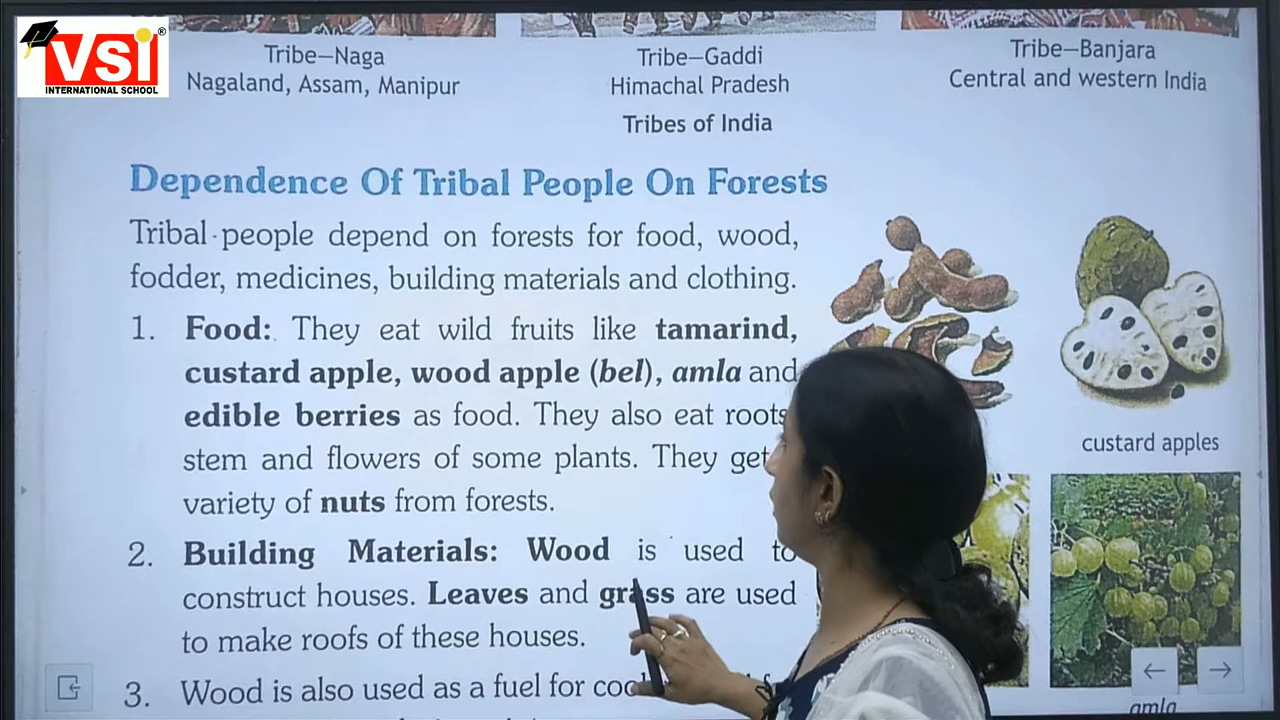 VSI®
INTERNATIONAL SCHOOL
Tribe—Naga
Nagaland, Assam, Manipur
Tribe—Gaddi
Himachal Pradesh
Tribe—Banjara
Central and western India
Tribes of India
Dependence Of Tribal People On Forests
Tribal people depend on forests for food, wood,
fodder, medicines, building materials and clothing.
1. Food: They eat wild fruits like tamarind,
custard apple, wood apple (bel), amla and
edible berries as food. They also eat roots
stem and flowers of some plants. They get
variety of nuts from forests.
2. Building Materials: Wood is used to
construct houses. Leaves and grass are used
to make roofs of these houses.
3. Wood is also used as a fuel for
custard apples
amla